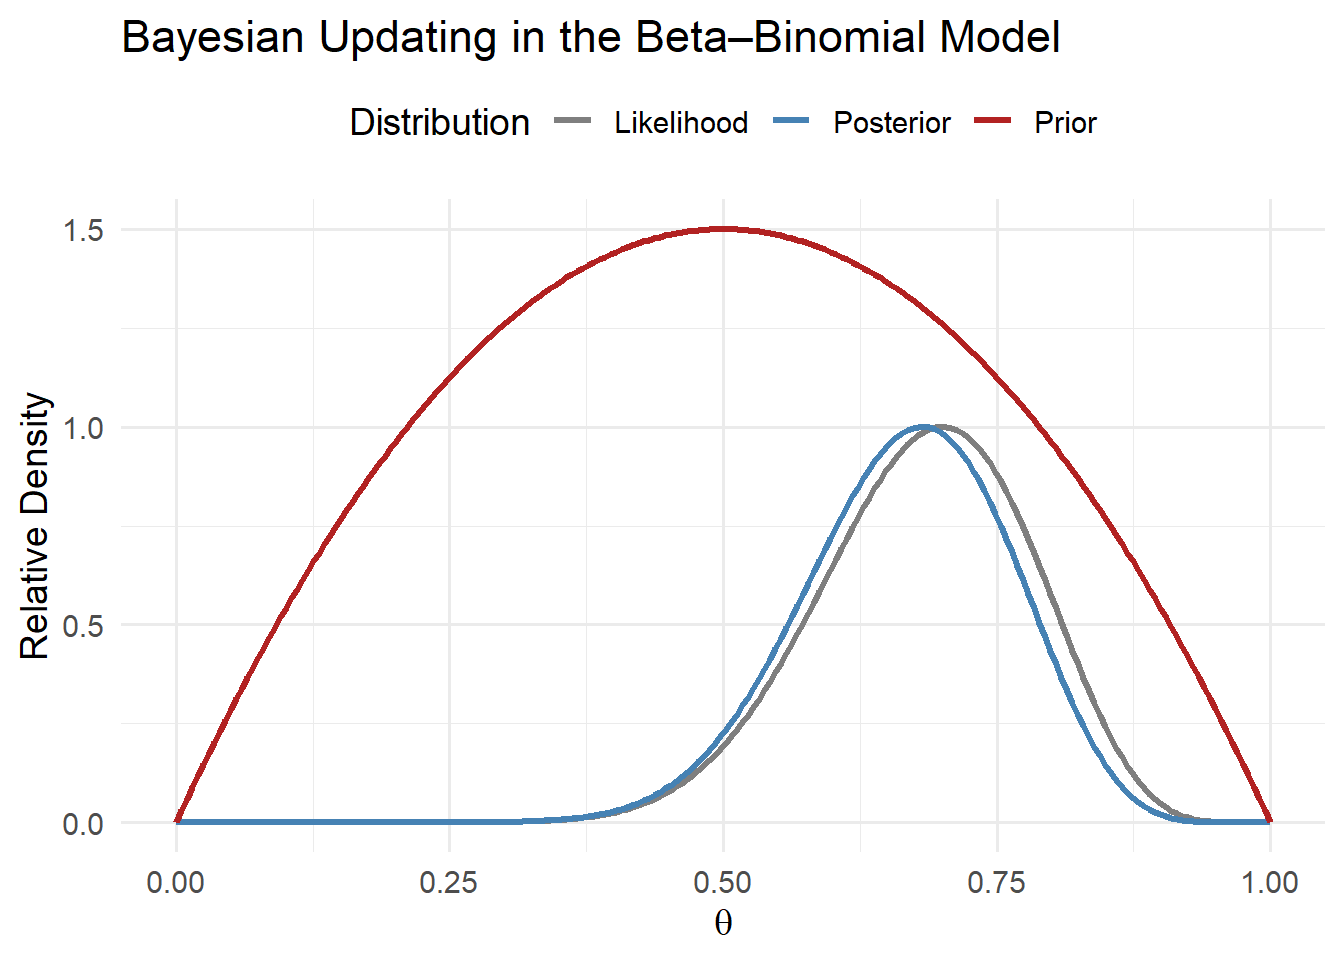 Bayesian Updating in the Beta–Binomial Model
Distribution Likelihood Posterior Prior
Relative Density
1.5
1.0
0.5
0.0
0.00 0.25 0.50 0.75 1.00
θ